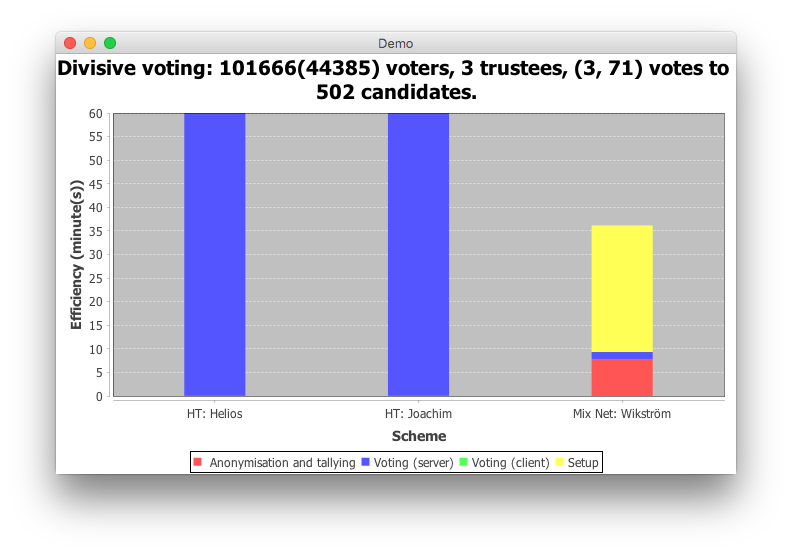 Demo
Divisive voting: 101666(44385) voters, 3 trustees, (3, 71) votes to
502 candidates.
Efficiency (minute(s))
60
55
50
45
40
35
30
25
20
15
10
5
0
HT: Helios HT: Joachim Mix Net: Wikström
Scheme
Anonymisation and tallying Voting (server) Voting (client) Setup